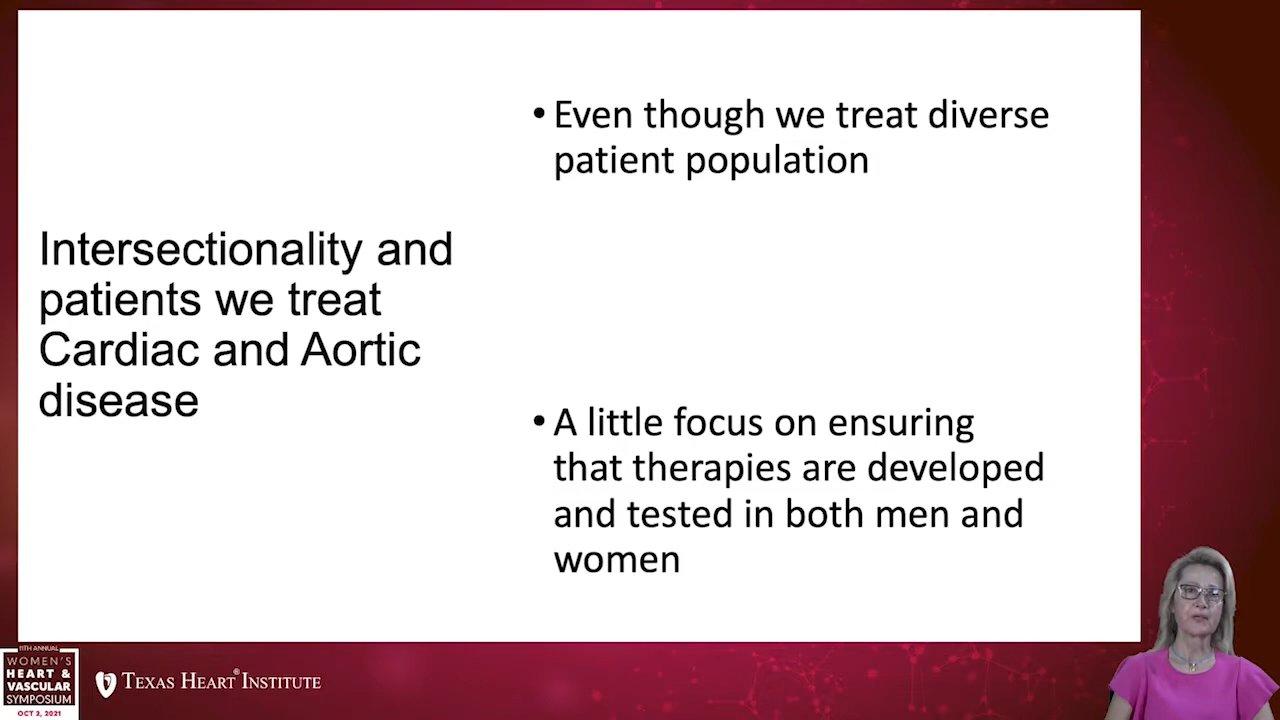 Intersectionality and
patients we treat
Cardiac and Aortic
disease
• Even though we treat diverse
patient population
• A little focus on ensuring
that therapies are developed
and tested in both men and
women
11TH ANNUAL
WOMEN'S
HEART &
VASCULAR
SYMPOSIUM
OCT 2, 2021
TEXAS HEART® INSTITUTE